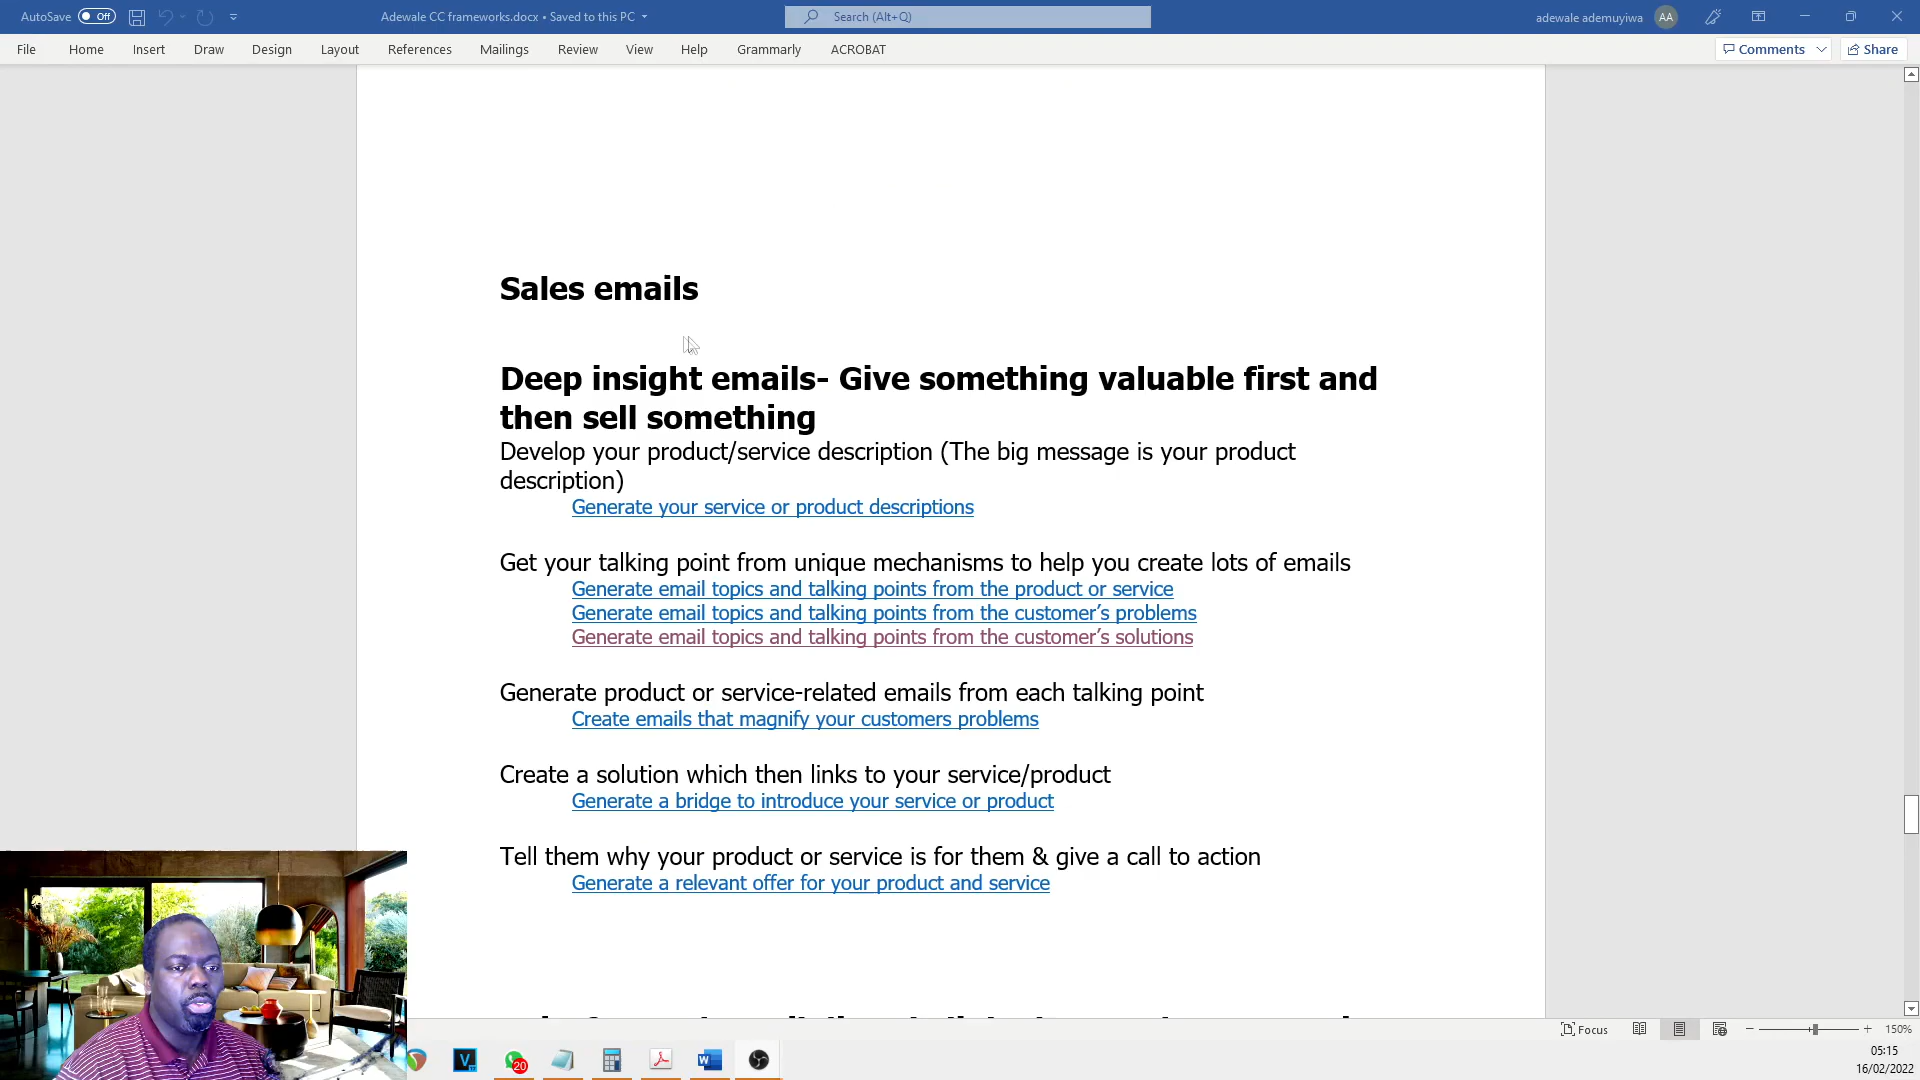 AutoSave Off Adewale CC frameworks.docx • Saved to this PC Search (Alt+Q) adewale ademuyiwa AA
File Home Insert Draw Design Layout References Mailings Review View Help Grammarly ACROBAT Comments Share
Sales emails
Deep insight emails- Give something valuable first and
then sell something
Develop your product/service description (The big message is your product
description)
Generate your service or product descriptions
Get your talking point from unique mechanisms to help you create lots of emails
Generate email topics and talking points from the product or service
Generate email topics and talking points from the customer’s problems
Generate email topics and talking points from the customer’s solutions
Generate product or service-related emails from each talking point
Create emails that magnify your customers problems
Create a solution which then links to your service/product
Generate a bridge to introduce your service or product
Tell them why your product or service is for them & give a call to action
Generate a relevant offer for your product and service
Focus 150%
V 20 W
05:15
16/02/2022